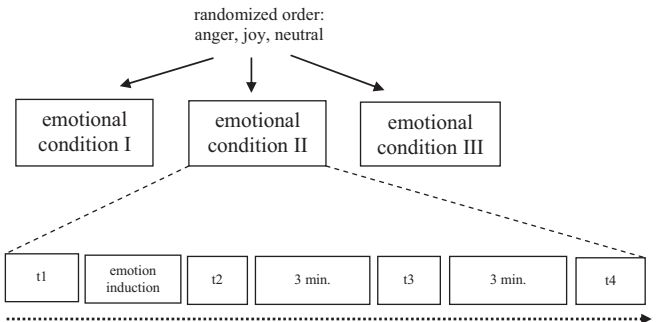 randomized order:
anger, joy, neutral
emotional
condition I
emotional
condition II
emotional
condition III
t1
emotion
induction
t2
3 min.
t3
3 min.
t4